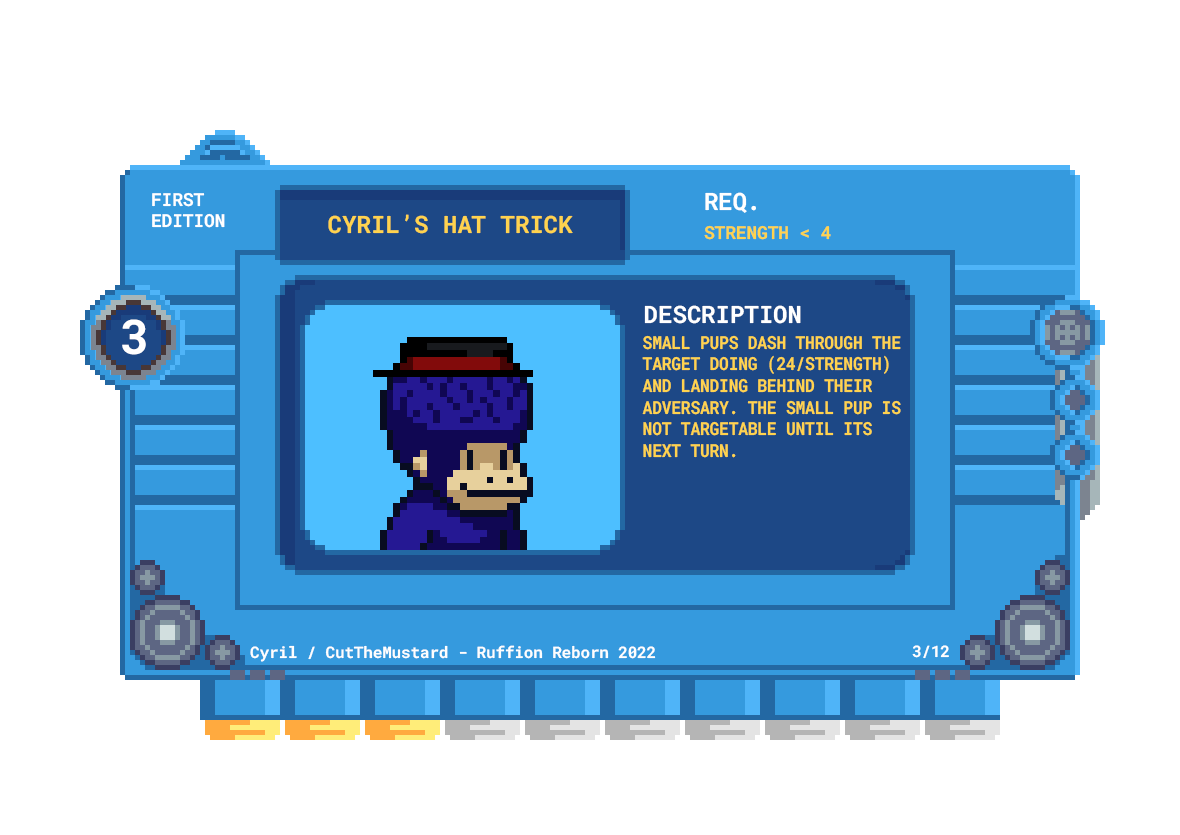 FIRST
EDITION
CYRIL’S HAT TRICK
REQ.
STRENGTH < 4
3
DESCRIPTION
SMALL PUPS DASH THROUGH THE
TARGET DOING (24/STRENGTH)
AND LANDING BEHIND THEIR
ADVERSARY. THE SMALL PUP IS
NOT TARGETABLE UNTIL ITS
NEXT TURN.
Cyril / CutTheMustard - Ruffion Reborn 2022
3/12